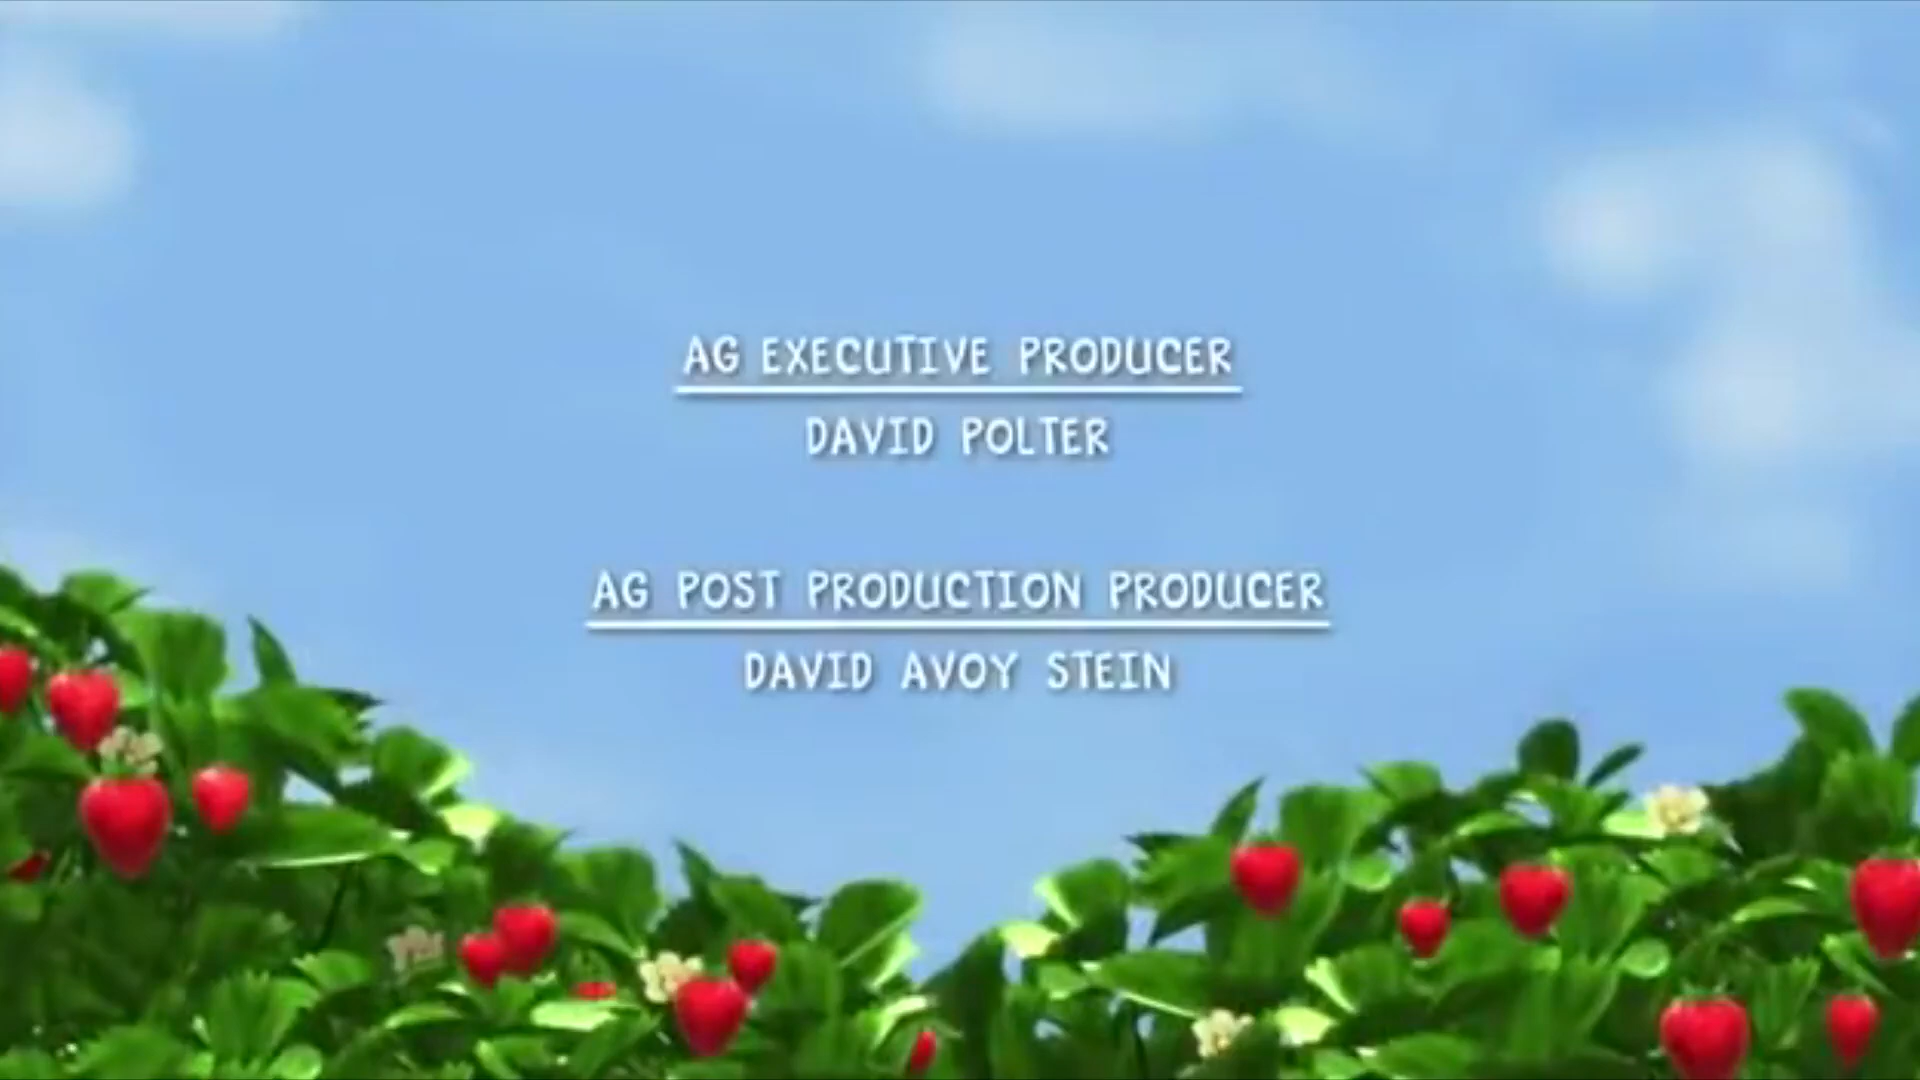 AG EXECUTIVE PRODUCER
DAVID POLTER
AG POST PRODUCTION PRODUCER
DAVID AVOY STEIN